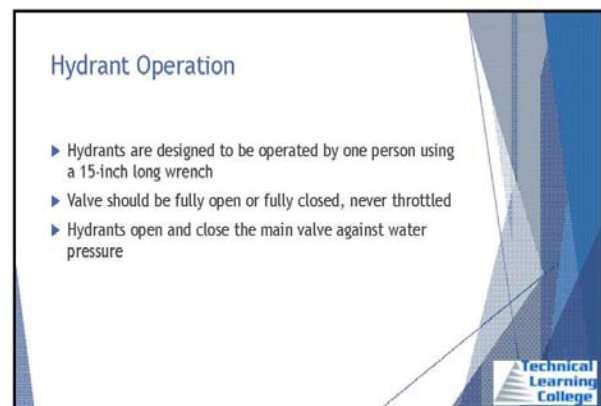 Hydrant Operation
Hydrants are designed to be operated by one person using
a 15-inch long wrench
Valve should be fully open or fully closed, never throttled
Hydrants open and close the main valve against water
pressure
Technical
Learning
College